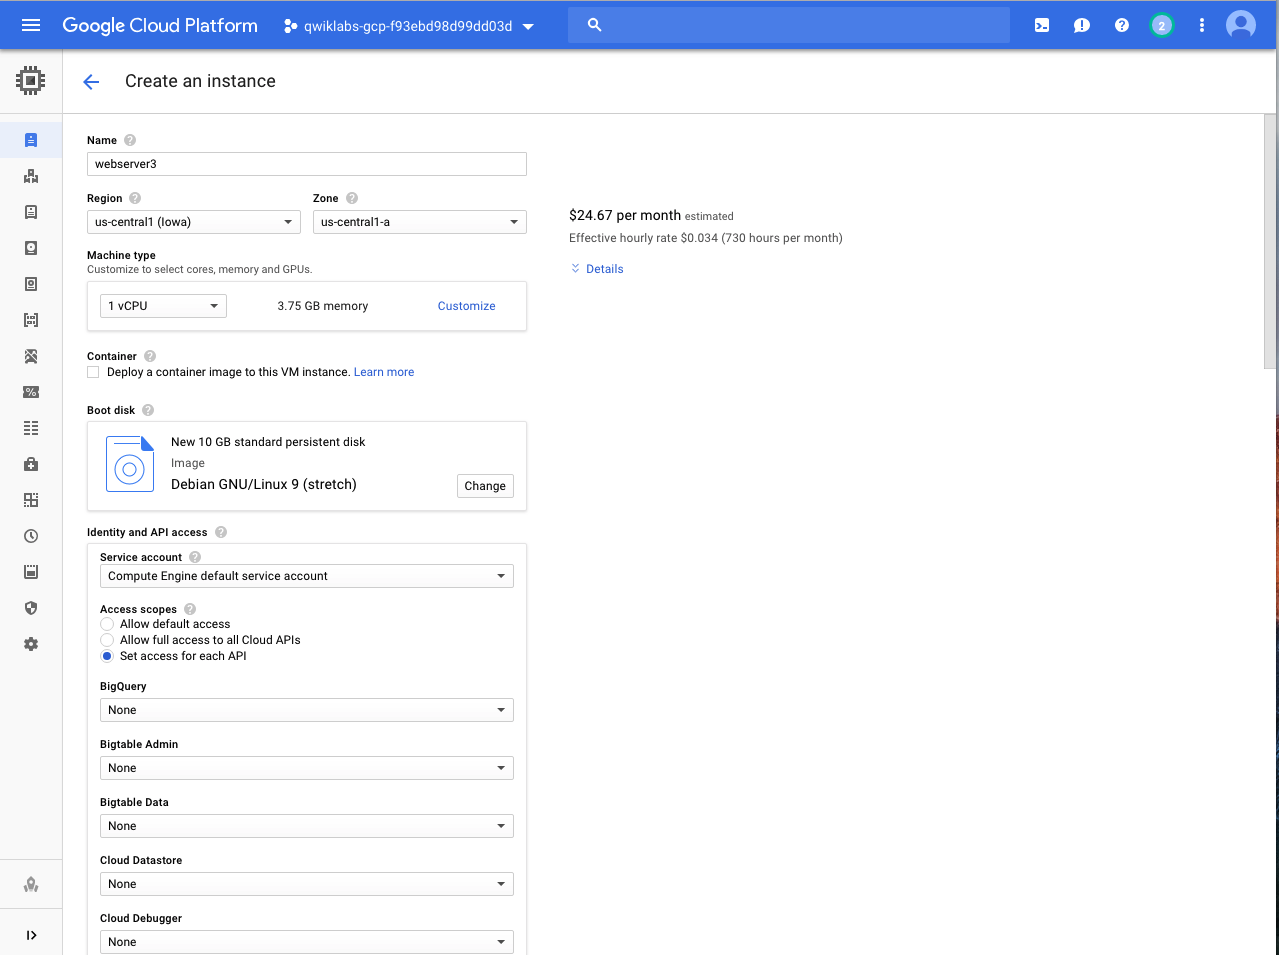 Google Cloud Platform
qwiklabs-gcp-f93ebd98d99dd03d
2
Create an instance
Name
webserver3
Region
Zone
us-central1 (Iowa)
us-central1-a
Machine type
Customize to select cores, memory and GPUs.
1 vCPU
3.75 GB memory
Customize
Container
Deploy a container image to this VM instance. Learn more
Boot disk
New 10 GB standard persistent disk
Image
Debian GNU/Linux 9 (stretch)
Change
Identity and API access
Service account
Compute Engine default service account
Access scopes
Allow default access
Allow full access to all Cloud APIs
Set access for each API
BigQuery
None
Bigtable Admin
None
Bigtable Data
None
Cloud Datastore
None
Cloud Debugger
None
$24.67 per month estimated
Effective hourly rate $0.034 (730 hours per month)
Details